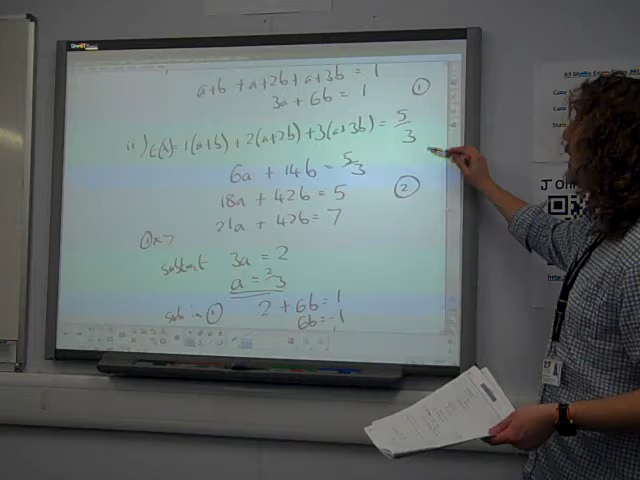 a+b + a+2b + a+3b = 1
3a + 6b = 1 ①
ii) E(X) = 1(a+b) + 2(a+2b) + 3(a+3b) = 5/3
6a + 14b = 5/3
18a + 42b = 5 ②
21a + 42b = 7
①×7
subtract 3a = 2
a = 2/3
sub in ① 2 + 6b = 1
6b = -1